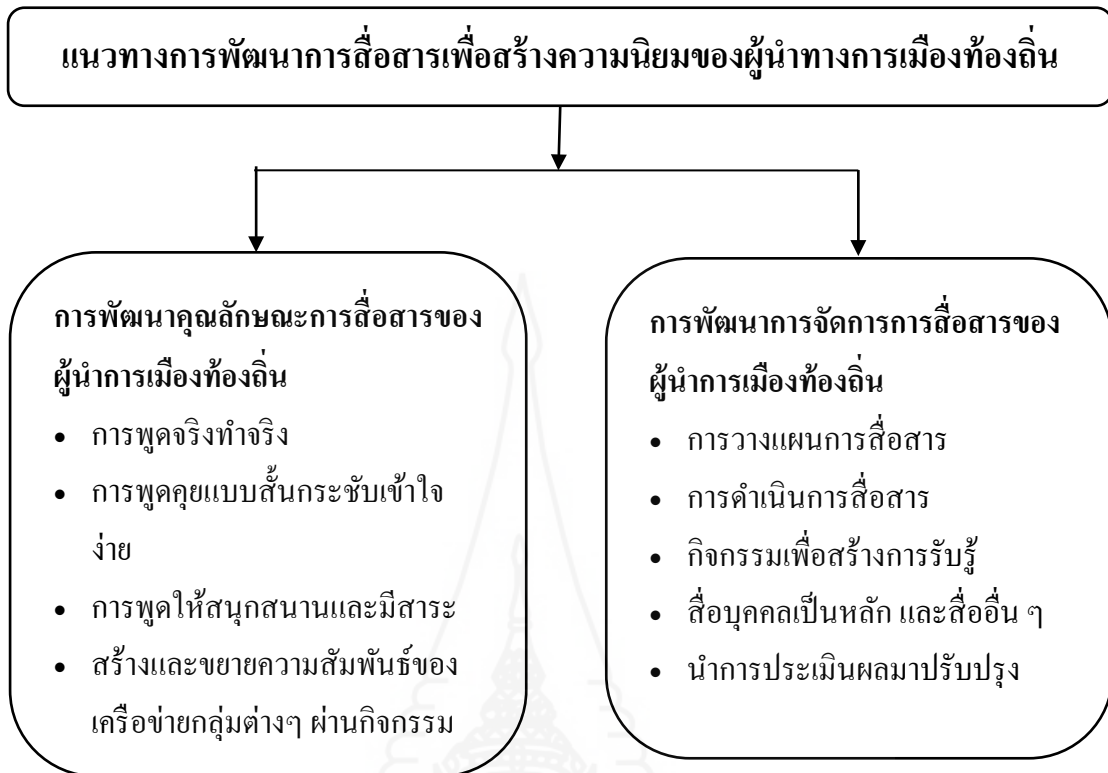 แนวทางการพัฒนาการสื่อสารเพื่อสร้างความนิยมของผู้นำทางการเมืองท้องถิ่น
การพัฒนาคุณลักษณะการสื่อสารของ
ผู้นำการเมืองท้องถิ่น
• การพูดจริงทำจริง
• การพูดคุยแบบสั้นกระชับเข้าใจ
ง่าย
• การพูดให้สนุกสนานและมีสาระ
• สร้างและขยายความสัมพันธ์ของ
เครือข่ายกลุ่มต่างๆ ผ่านกิจกรรม
การพัฒนาการจัดการการสื่อสารของ
ผู้นำการเมืองท้องถิ่น
• การวางแผนการสื่อสาร
• การดำเนินการสื่อสาร
• กิจกรรมเพื่อสร้างการรับรู้
• สื่อบุคคลเป็นหลัก และสื่ออื่น ๆ
• นำการประเมินผลมาปรับปรุง